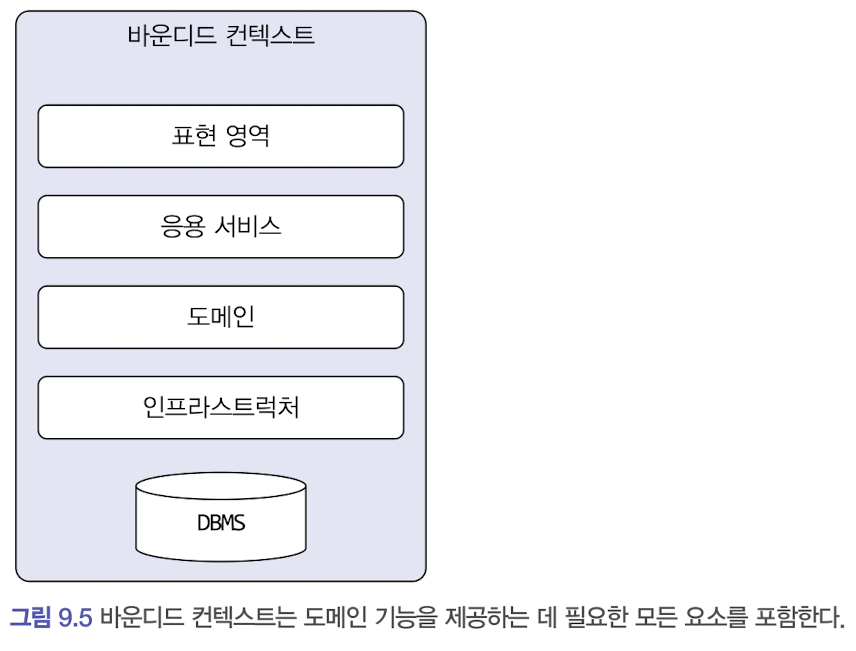 바운디드 컨텍스트
표현 영역
응용 서비스
도메인
인프라스트럭처
DBMS
그림 9.5 바운디드 컨텍스트는 도메인 기능을 제공하는 데 필요한 모든 요소를 포함한다.